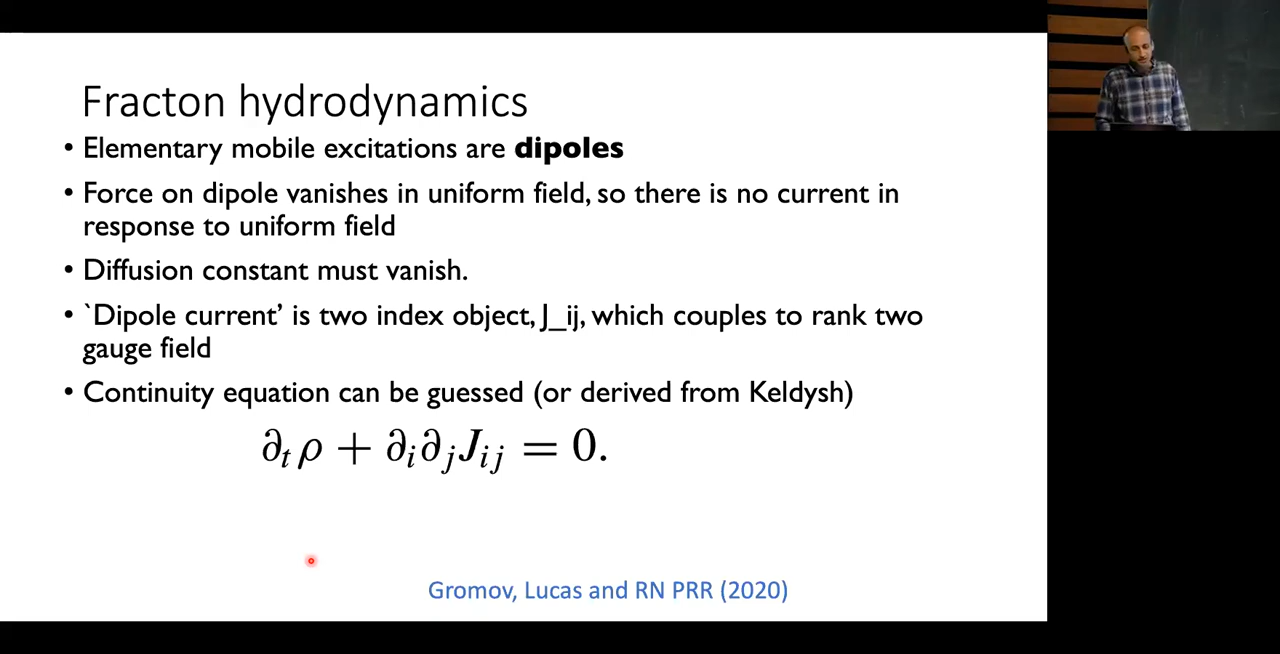 Fracton hydrodynamics
• Elementary mobile excitations are dipoles
• Force on dipole vanishes in uniform field, so there is no current in
response to uniform field
• Diffusion constant must vanish.
• `Dipole current' is two index object, J_ij, which couples to rank two
gauge field
• Continuity equation can be guessed (or derived from Keldysh)
∂ₜρ + ∂ᵢ∂ⱼJᵢⱼ = 0.
Gromov, Lucas and RN PRR (2020)